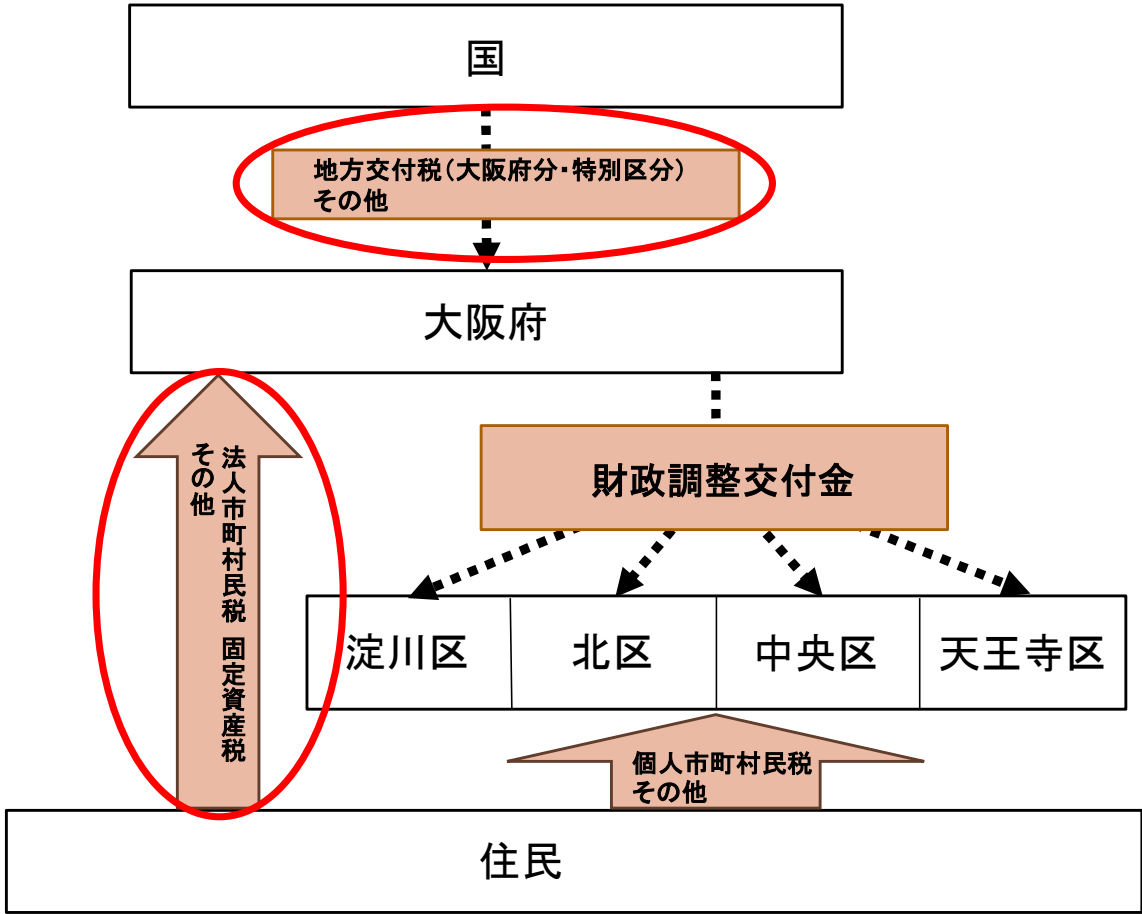 国
地方交付税(大阪府分・特別区分)
その他
大阪府
法人市町村民税 固定資産税
その他
財政調整交付金
淀川区
北区
中央区
天王寺区
個人市町村民税
その他
住民